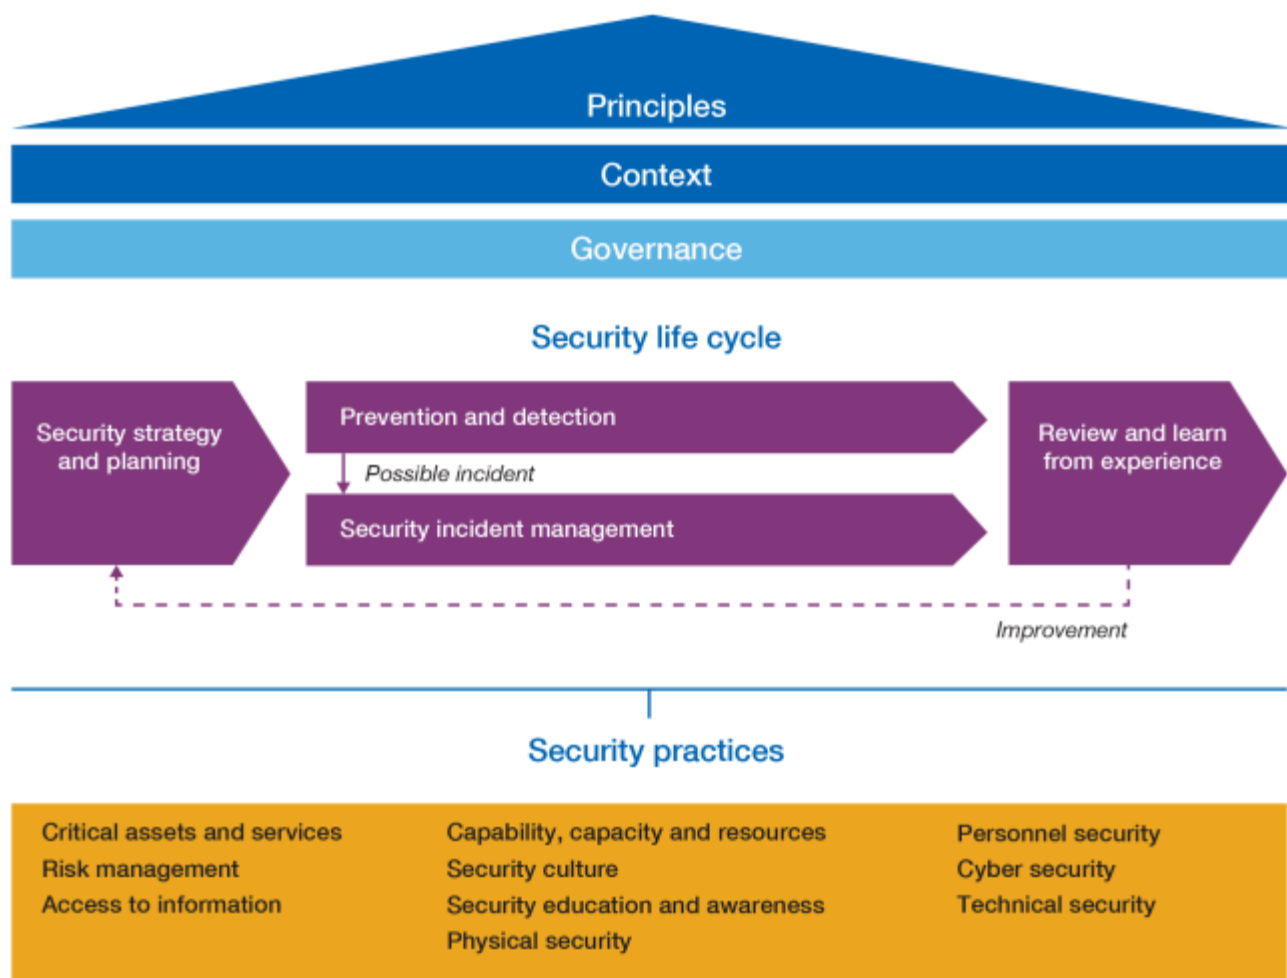 Principles
Context
Governance
Security life cycle
Security strategy
and planning
Prevention and detection
Possible incident
Security incident management
Review and learn
from experience
Improvement
Security practices
Critical assets and services
Risk management
Access to information
Capability, capacity and resources
Security culture
Security education and awareness
Physical security
Personnel security
Cyber security
Technical security